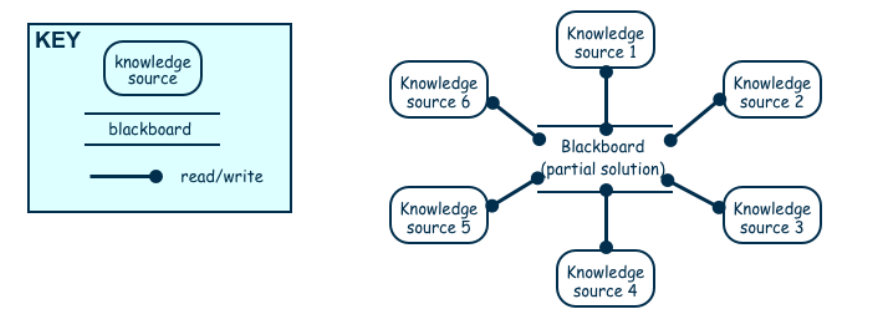 KEY
knowledge
source
blackboard
read/write
Knowledge
source 1
Knowledge
source 6
Knowledge
source 2
Blackboard
(partial solution)
Knowledge
source 5
Knowledge
source 3
Knowledge
source 4